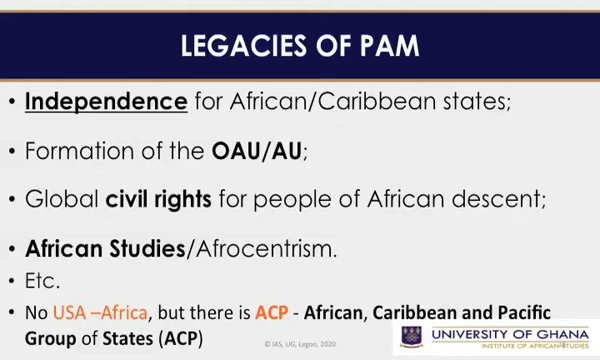 LEGACIES OF PAM
• Independence for African/Caribbean states;
• Formation of the OAU/AU;
• Global civil rights for people of African descent;
• African Studies/Afrocentrism.
• Etc.
• No USA –Africa, but there is ACP - African, Caribbean and Pacific
Group of States (ACP)
© IAS, UG, Legon, 2020
UNIVERSITY OF GHANA
INSTITUTE OF AFRICAN STUDIES